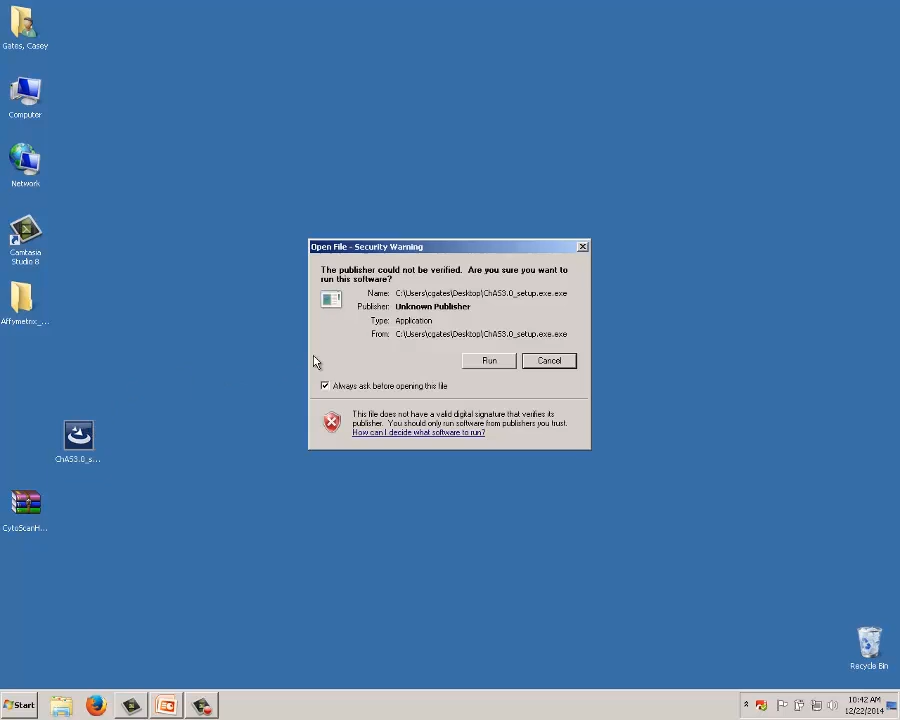 Gates, Casey
Computer
Network
Camtasia
Studio 8
Affymetrix_...
ChAS3.0_s...
CytoScanH...
Open File - Security Warning
The publisher could not be verified. Are you sure you want to
run this software?
Name: C:\Users\cgates\Desktop\ChAS3.0_setup.exe.exe
Publisher: Unknown Publisher
Type: Application
From: C:\Users\cgates\Desktop\ChAS3.0_setup.exe.exe
Run
Cancel
Always ask before opening this file
This file does not have a valid digital signature that verifies its
publisher. You should only run software from publishers you trust.
How can I decide what software to run?
Recycle Bin
Start
10:42 AM
12/22/2014